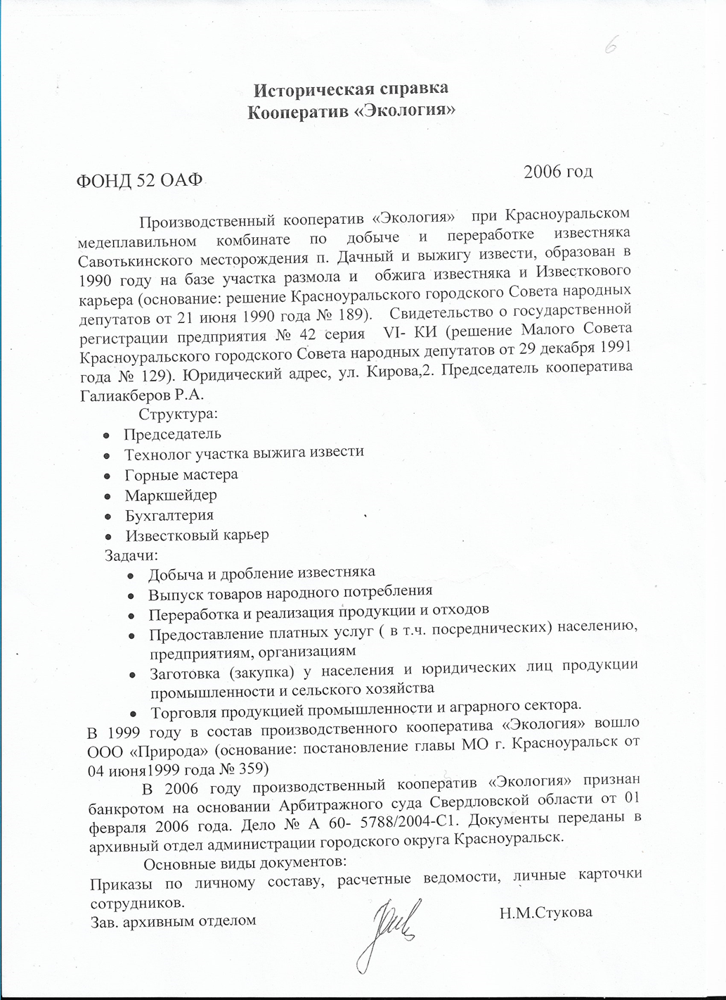 6
Историческая справка
Кооператив «Экология»
ФОНД 52 ОАФ 2006 год
Производственный кооператив «Экология» при Красноуральском
медеплавильном комбинате по добыче и переработке известняка
Савотькинского месторождения п. Дачный и выжигу извести, образован в
1990 году на базе участка размола и обжига известняка и Известкового
карьера (основание: решение Красноуральского городского Совета народных
депутатов от 21 июня 1990 года № 189). Свидетельство о государственной
регистрации предприятия № 42 серия VI- КИ (решение Малого Совета
Красноуральского городского Совета народных депутатов от 29 декабря 1991
года № 129). Юридический адрес, ул. Кирова,2. Председатель кооператива
Галиакберов Р.А.
Структура:
• Председатель
• Технолог участка выжига извести
• Горные мастера
• Маркшейдер
• Бухгалтерия
• Известковый карьер
Задачи:
• Добыча и дробление известняка
• Выпуск товаров народного потребления
• Переработка и реализация продукции и отходов
• Предоставление платных услуг ( в т.ч. посреднических) населению,
предприятиям, организациям
• Заготовка (закупка) у населения и юридических лиц продукции
промышленности и сельского хозяйства
• Торговля продукцией промышленности и аграрного сектора.
В 1999 году в состав производственного кооператива «Экология» вошло
ООО «Природа» (основание: постановление главы МО г. Красноуральск от
04 июня1999 года № 359)
В 2006 году производственный кооператив «Экология» признан
банкротом на основании Арбитражного суда Свердловской области от 01
февраля 2006 года. Дело № А 60- 5788/2004-С1. Документы переданы в
архивный отдел администрации городского округа Красноуральск.
Основные виды документов:
Приказы по личному составу, расчетные ведомости, личные карточки
сотрудников.
Зав. архивным отделом Н.М.Стукова